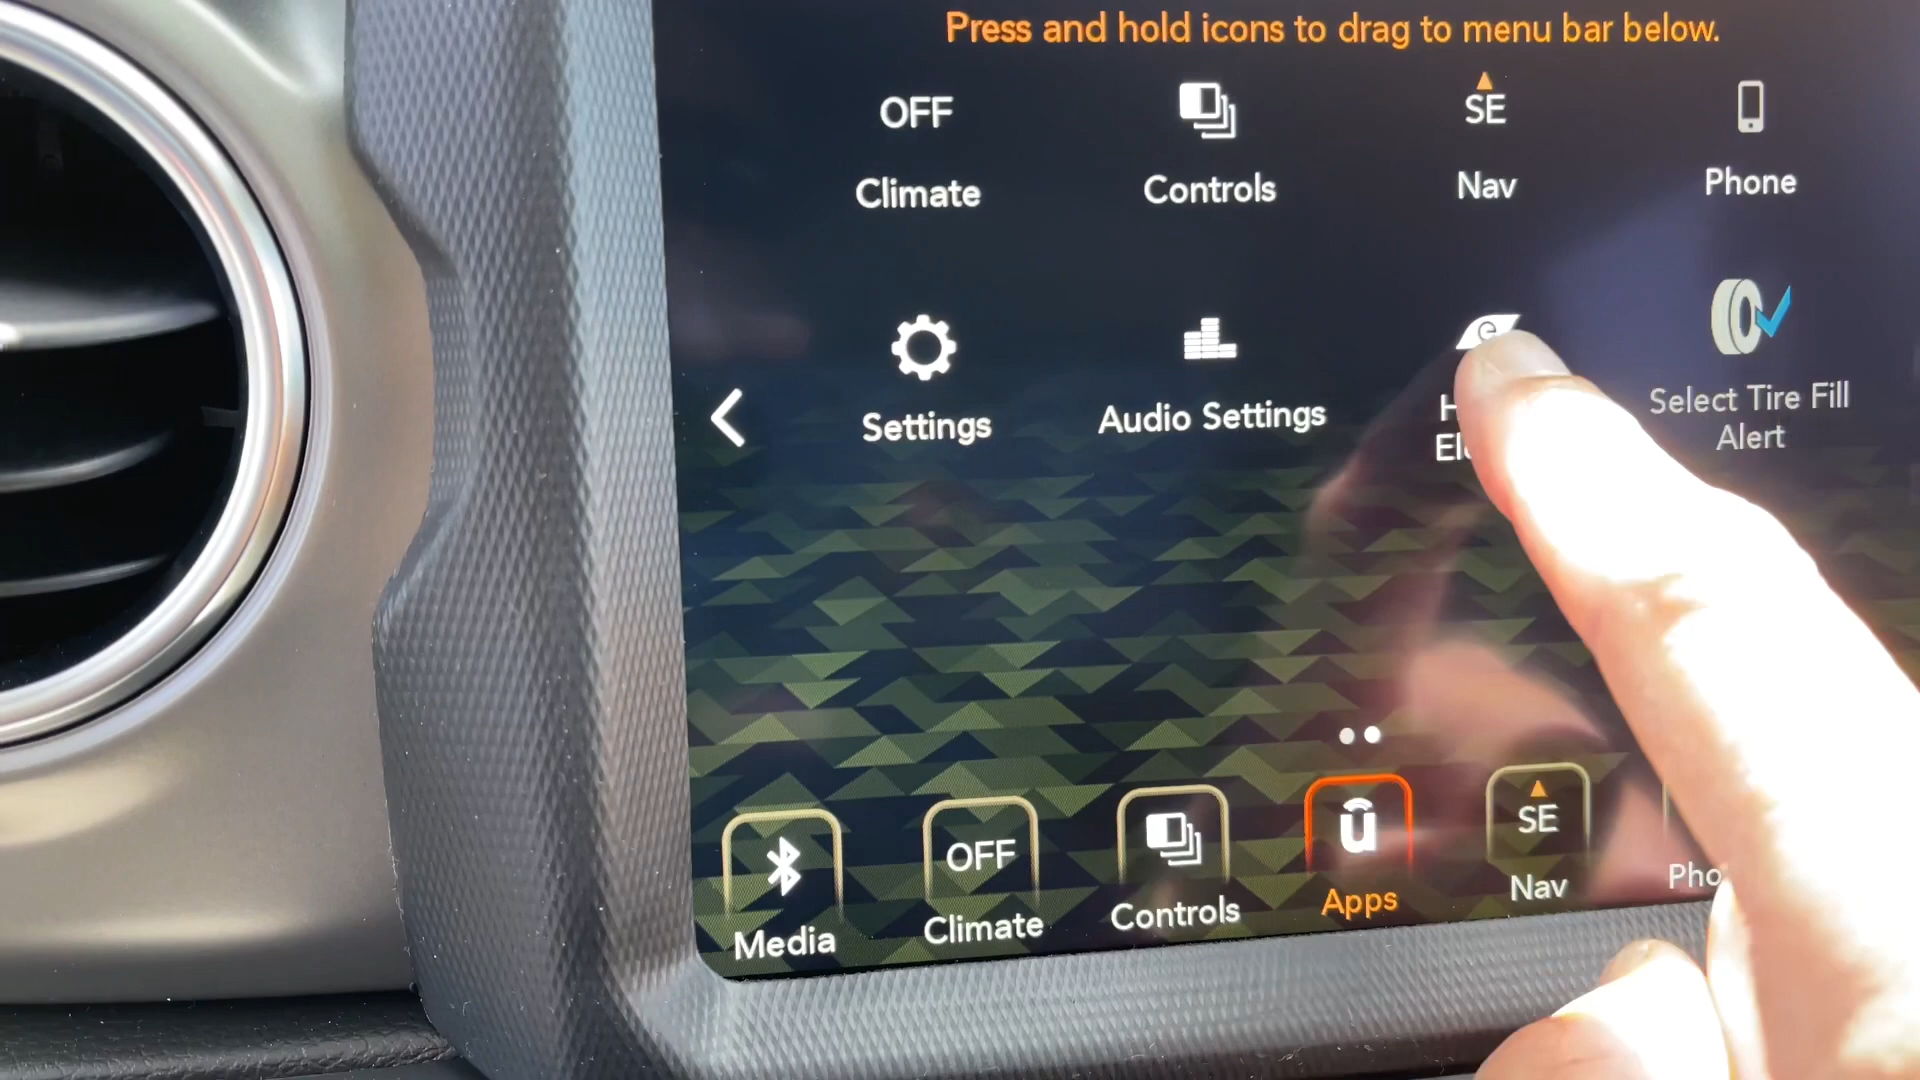 Press and hold icons to drag to menu bar below.
OFF
SE
Climate
Controls
Nav
Phone
Settings
Audio Settings
Select Tire Fill
Alert
OFF
SE
Media
Climate
Controls
Apps
Nav